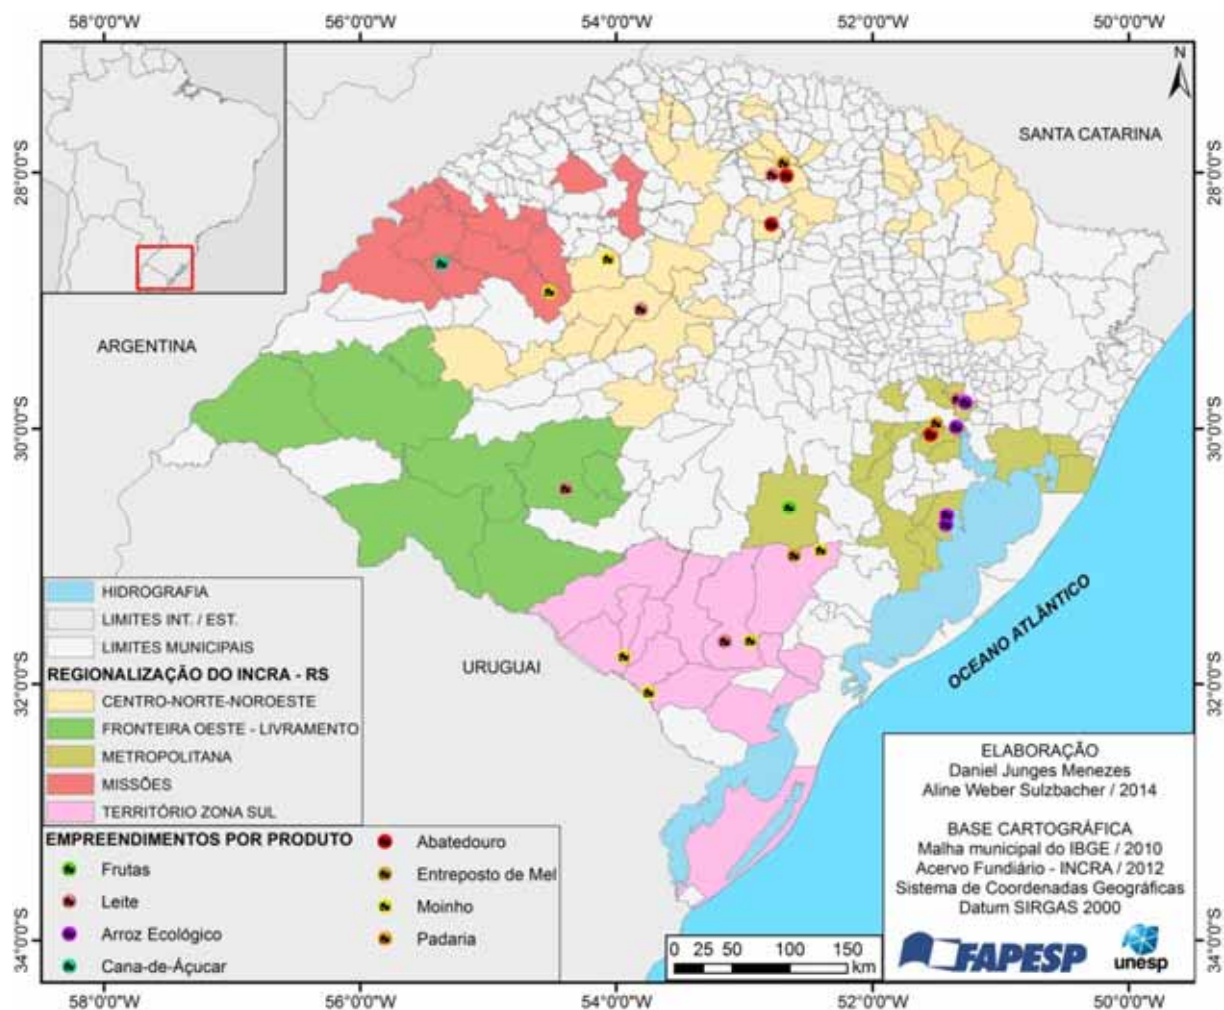 58°0'0"W
56°0'0"W
54°0'0"W
52°0'0"W
50°0'0"W
N
SANTA CATARINA
28°0'0"S
28°0'0"S
ARGENTINA
30°0'0"S
30°0'0"S
HIDROGRAFIA
LIMITES INT. / EST.
LIMITES MUNICIPAIS
REGIONALIZAÇÃO DO INCRA - RS
CENTRO-NORTE-NOROESTE
FRONTEIRA OESTE - LIVRAMENTO
METROPOLITANA
MISSÕES
TERRITÓRIO ZONA SUL
URUGUAI
OCEANO ATLÂNTICO
32°0'0"S
32°0'0"S
EMPREENDIMENTOS POR PRODUTO
Frutas
Leite
Arroz Ecológico
Cana-de-Áçucar
Abatedouro
Entreposto de Mel
Moinho
Padaria
ELABORAÇÃO
Daniel Junges Menezes
Aline Weber Sulzbacher / 2014
BASE CARTOGRÁFICA
Malha municipal do IBGE / 2010
Acervo Fundiário - INCRA / 2012
Sistema de Coordenadas Geográficas
Datum SIRGAS 2000
FAPESP
unesp
0 25 50 100 150
km
34°0'0"S
34°0'0"S
58°0'0"W
56°0'0"W
54°0'0"W
52°0'0"W
50°0'0"W